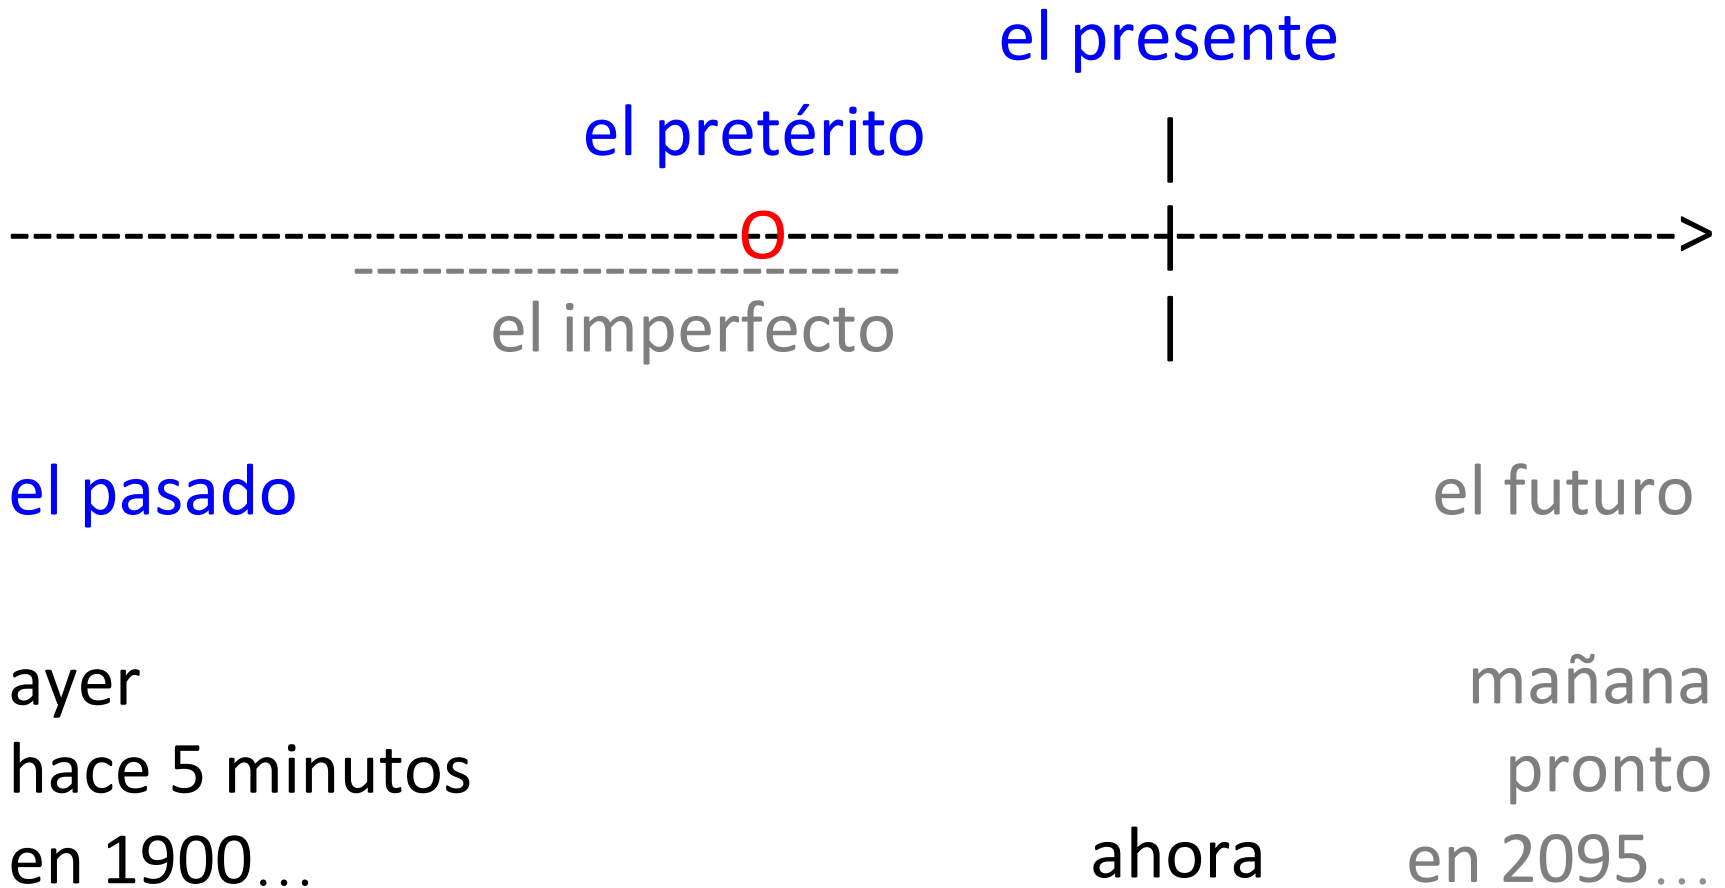 el presente
el pretérito
O
el imperfecto
el pasado
el futuro
ayer
mañana
hace 5 minutos
pronto
en 1900...
ahora
en 2095...